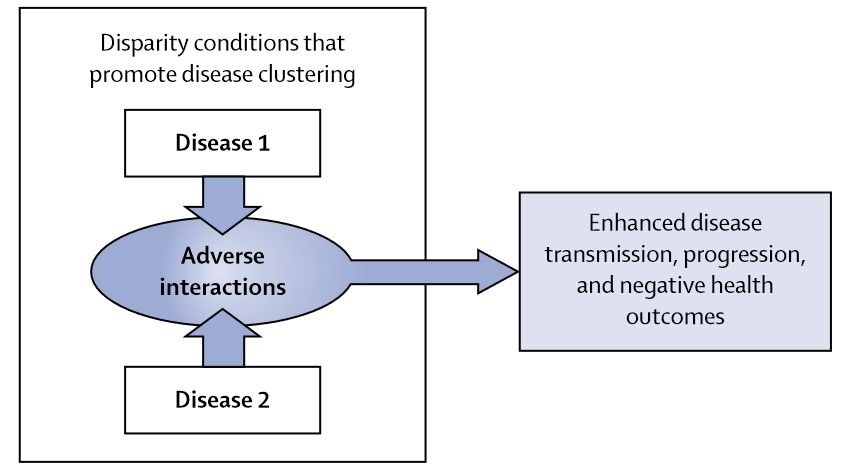 Disparity conditions that
promote disease clustering
Disease 1
Adverse
interactions
Disease 2
Enhanced disease
transmission, progression,
and negative health
outcomes